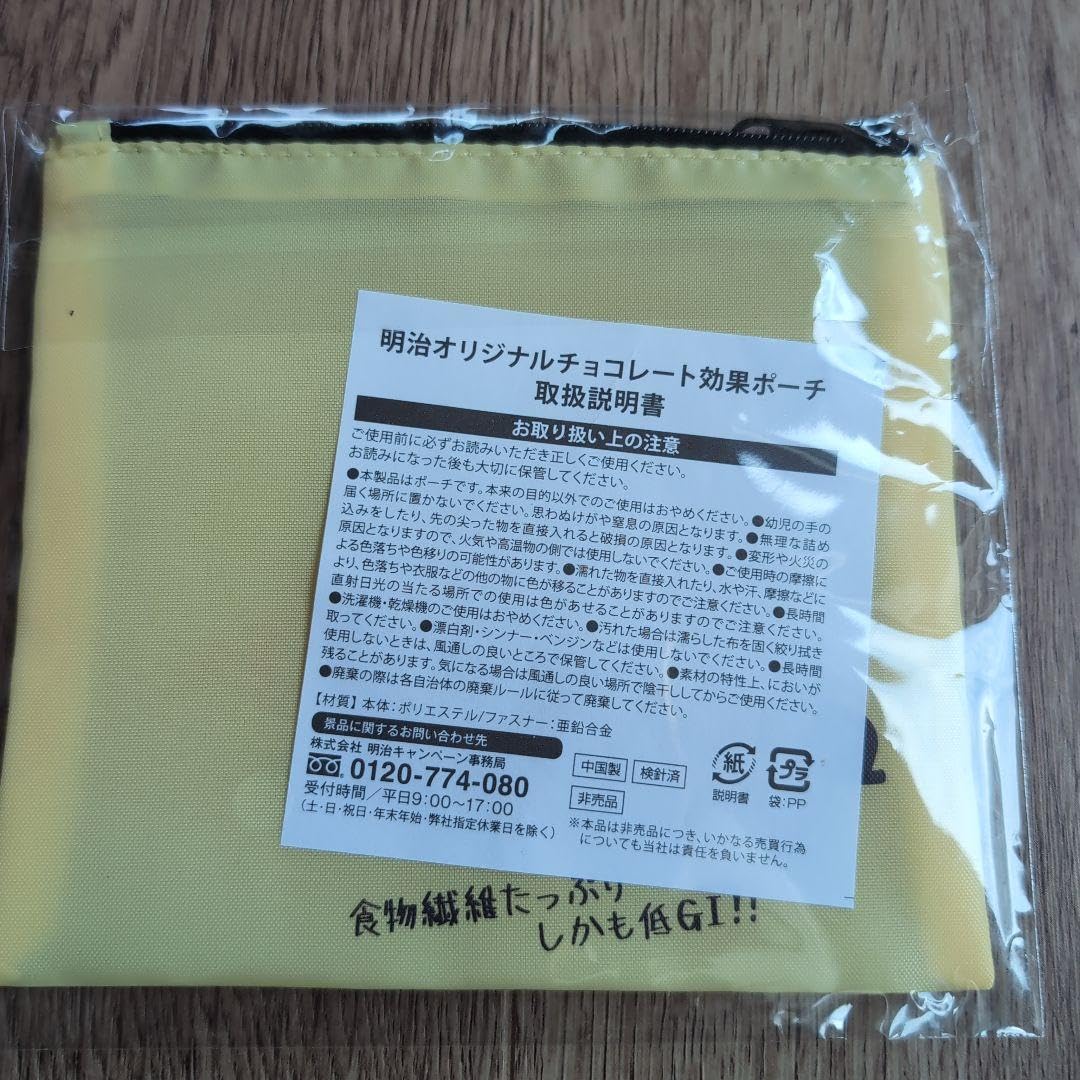 明治オリジナルチョコレート効果ポーチ
取扱説明書
お取り扱い上の注意
ご使用前に必ずお読みいただき正しくご使用ください。
お読みになった後も大切に保管してください。
●本製品はポーチです。本来の目的以外でのご使用はおやめください。●幼児の手の
届く場所に置かないでください。思わぬけがや窒息の原因となります。●無理な詰め
込みをしたり、先の尖った物を直接入れると破損の原因となります。●変形や火災の
原因となりますので、火気や高温物の側では使用しないでください。●ご使用時の摩擦に
よる色落ちや色移りの可能性があります。●濡れた物を直接入れたり、水や汗、摩擦などに
より、色落ちや衣服などの他の物に色が移ることがありますのでご注意ください。●長時間
直射日光の当たる場所での使用は色があせることがありますのでご注意ください。
●洗濯機・乾燥機のご使用はおやめください。●汚れた場合は濡らした布を固く絞り拭き
取ってください。●漂白剤・シンナー・ベンジンなどは使用しないでください。●長時間
使用しないときは、風通しの良いところで保管してください。●素材の特性上、においが
残ることがあります。気になる場合は風通しの良い場所で陰干ししてからご使用ください。
●廃棄の際は各自治体の廃棄ルールに従って廃棄してください。
【材質】本体:ポリエステル/ファスナー:亜鉛合金
景品に関するお問い合わせ先
株式会社 明治キャンペーン事務局
0120-774-080
受付時間/平日9:00〜17:00
(土・日・祝日・年末年始・弊社指定休業日を除く)
中国製 検針済
非売品
紙
説明書
プラ
袋:PP
※本品は非売品につき、いかなる売買行為
についても当社は責任を負いません。
食物繊維たっぷり
しかも低GI!!